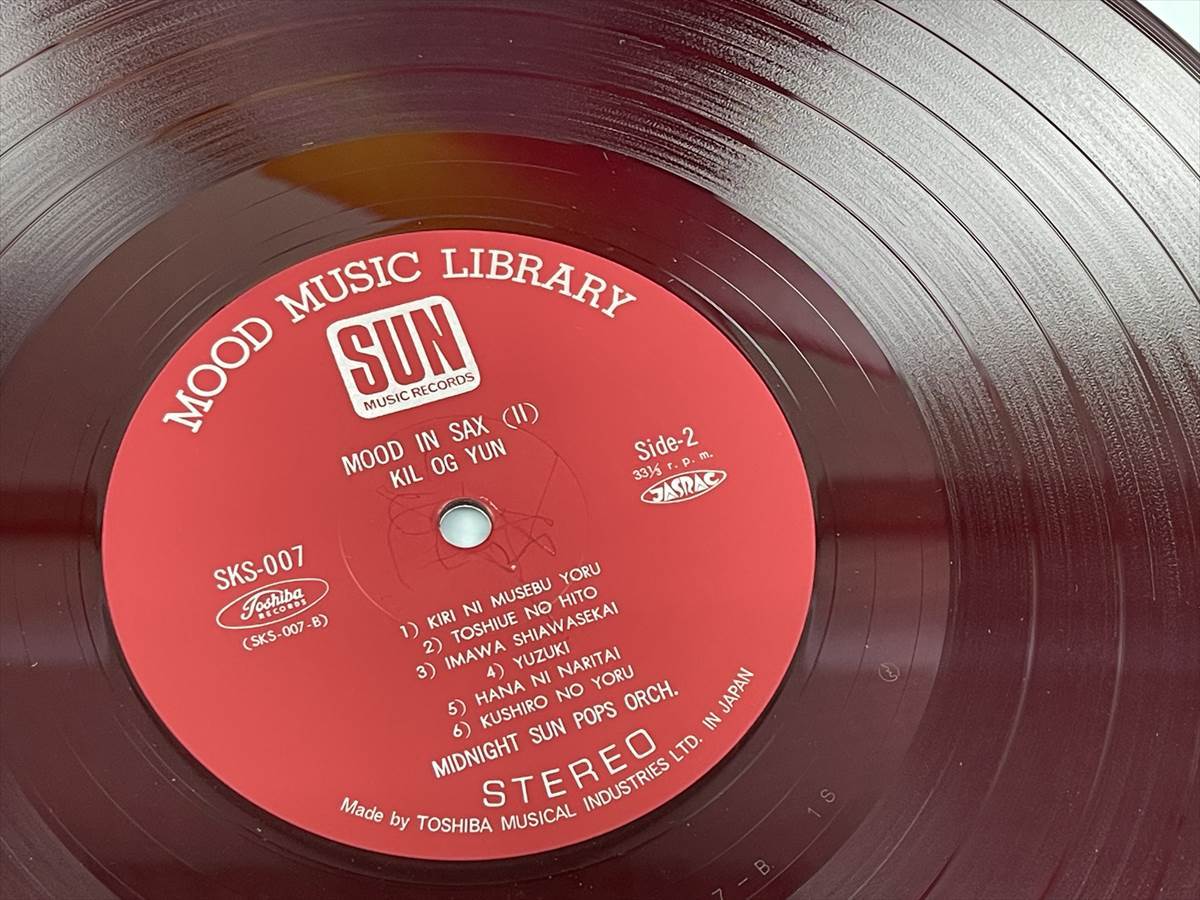 MOOD MUSIC LIBRARY
SUN
MUSIC RECORDS
MOOD IN SAX (II)
KIL OG YUN
Side-2
33⅓ r. p. m.
JASRAC
SKS-007
Toshiba
RECORDS
(SKS-007-B)
1) KIRI NI MUSEBU YORU
2) TOSHIUE NO HITO
3) IMAWA SHIAWASEKAI
4) YUZUKI
5) HANA NI NARITAI
6) KUSHIRO NO YORU
MIDNIGHT SUN POPS ORCH.
STEREO
Made by TOSHIBA MUSICAL INDUSTRIES LTD. IN JAPAN
7 - B. 1S